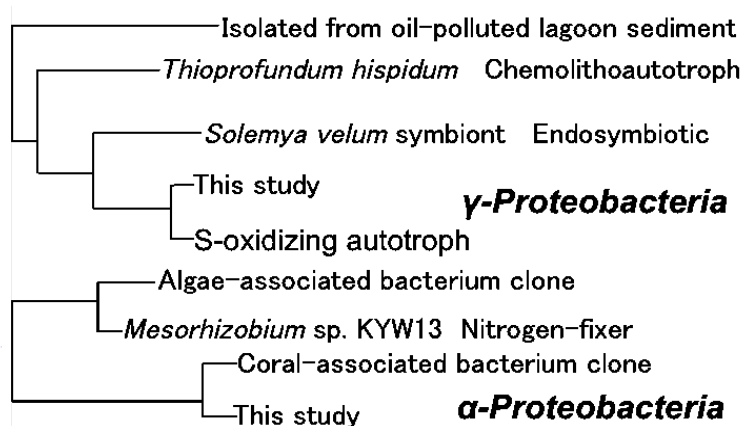 Isolated from oil-polluted lagoon sediment
Thioprofundum hispidum Chemolithoautotroph
Solemya velum symbiont Endosymbiotic
This study
γ-Proteobacteria
S-oxidizing autotroph
Algae-associated bacterium clone
Mesorhizobium sp. KYW13 Nitrogen-fixer
Coral-associated bacterium clone
This study
α-Proteobacteria